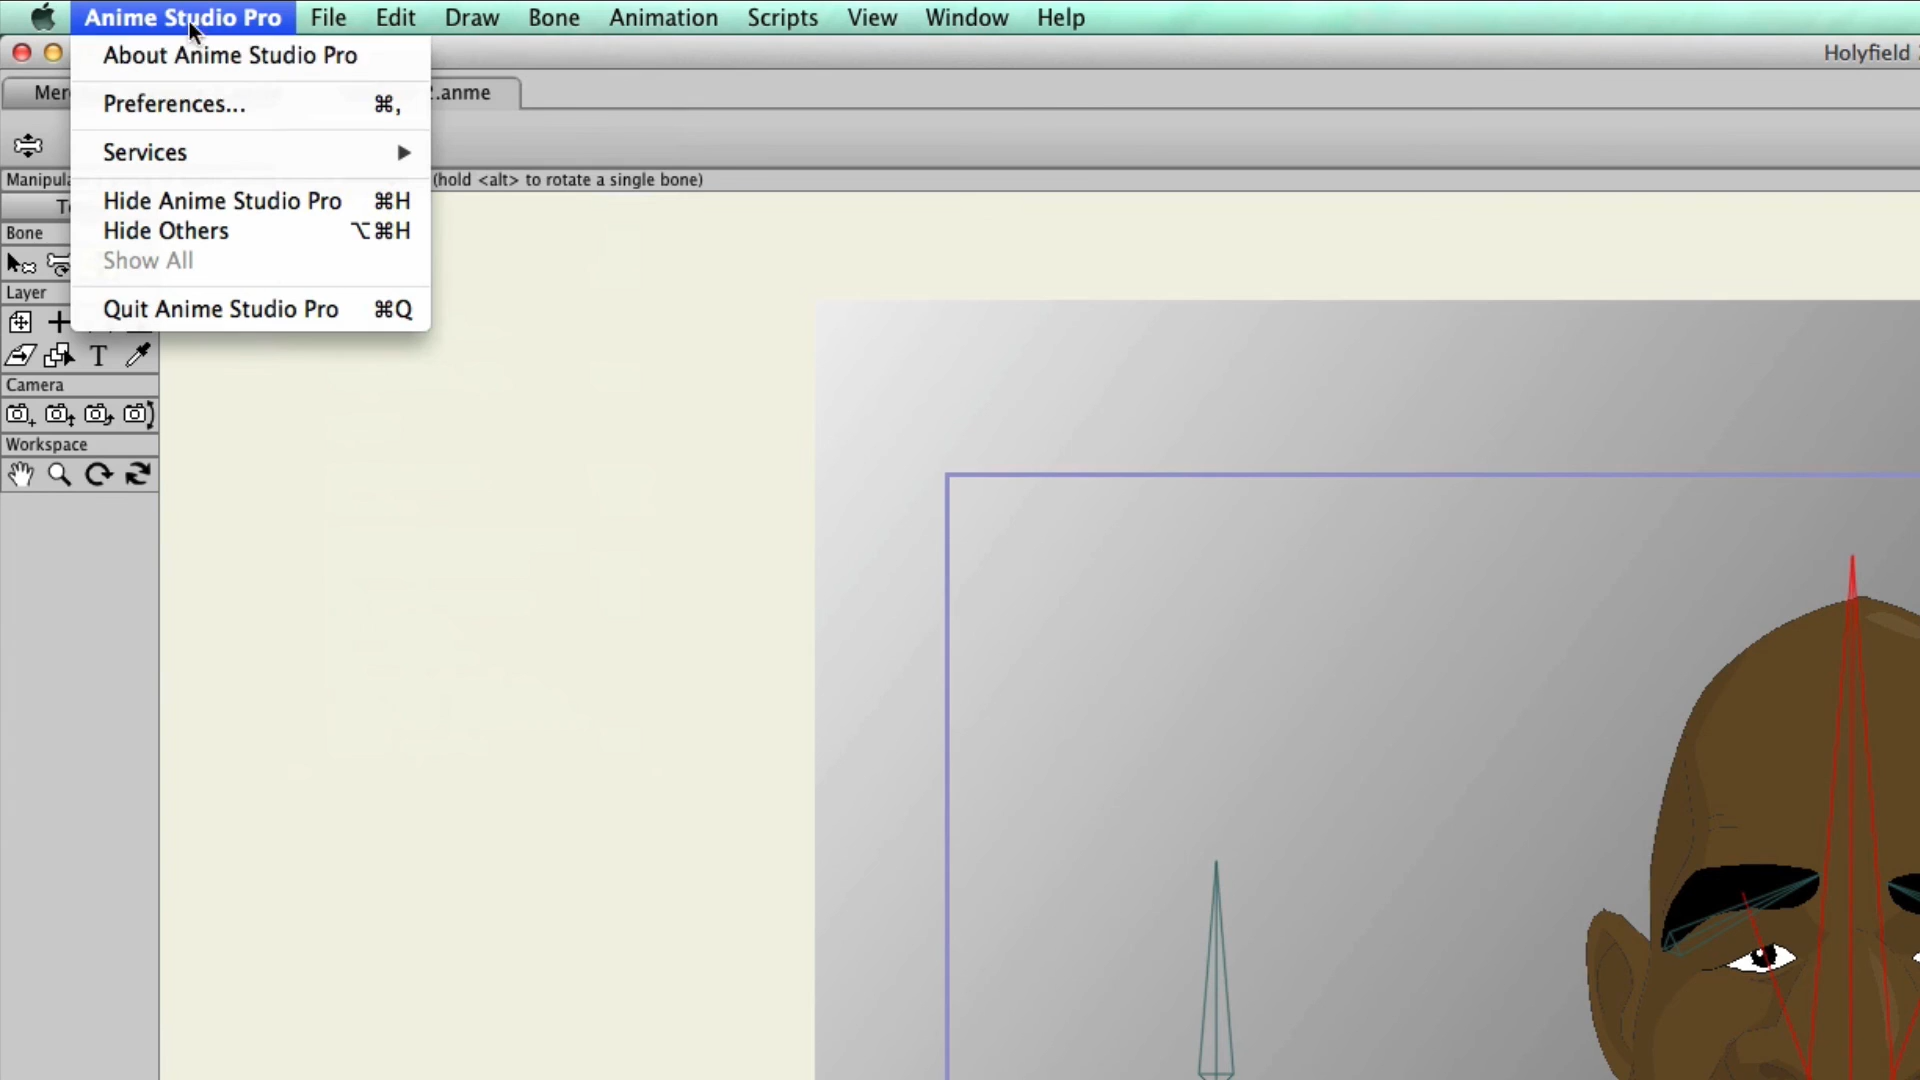 Anime Studio Pro File Edit Draw Bone Animation Scripts View Window Help
Holyfield
About Anime Studio Pro
.anme
Preferences... ⌘,
Services ▶
(hold <alt> to rotate a single bone)
Hide Anime Studio Pro ⌘H
Hide Others ⌥⌘H
Show All
Quit Anime Studio Pro ⌘Q
Bone
Layer
T
Camera
Workspace